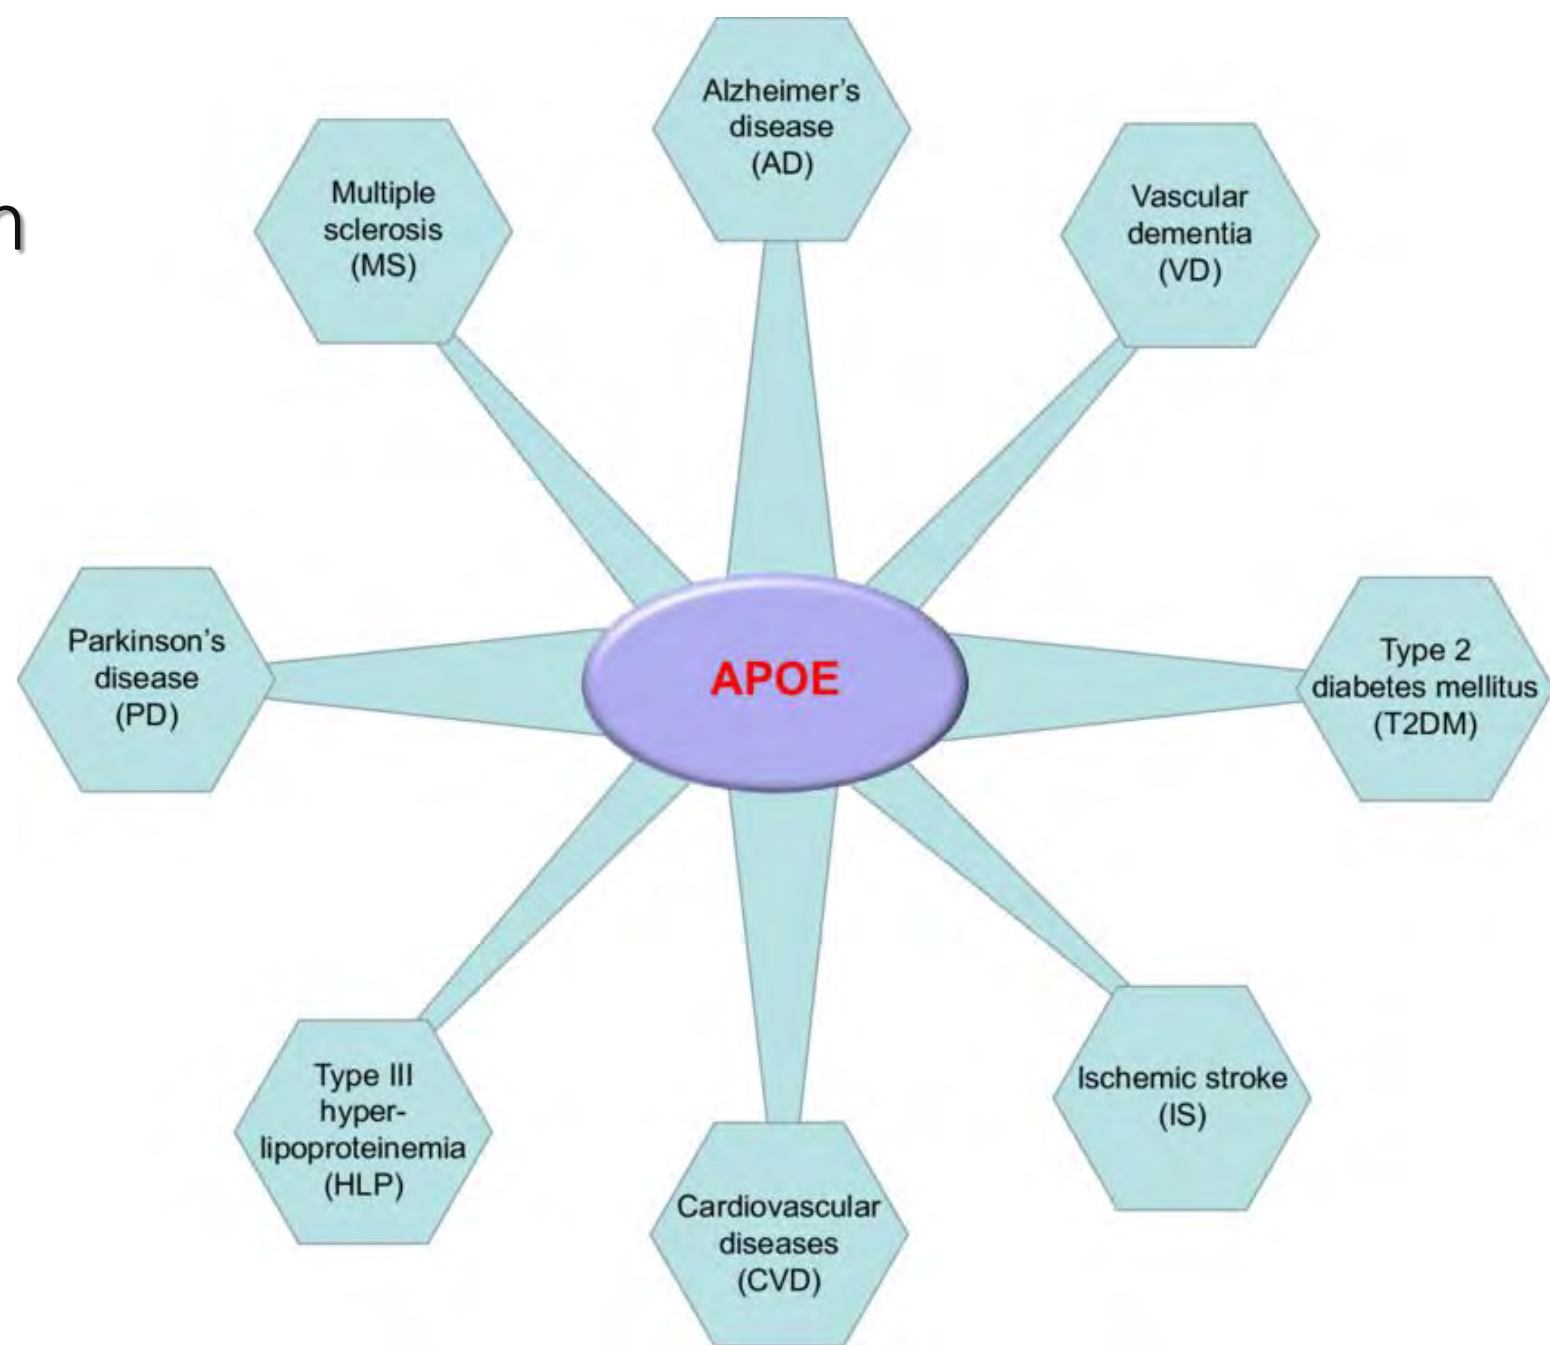 Alzheimer's
disease
(AD)
Multiple
sclerosis
(MS)
Vascular
dementia
(VD)
n
Parkinson's
disease
(PD)
APOE
Type 2
diabetes mellitus
(T2DM)
Type III
hyper-
lipoproteinemia
(HLP)
Ischemic stroke
(IS)
Cardiovascular
diseases
(CVD)